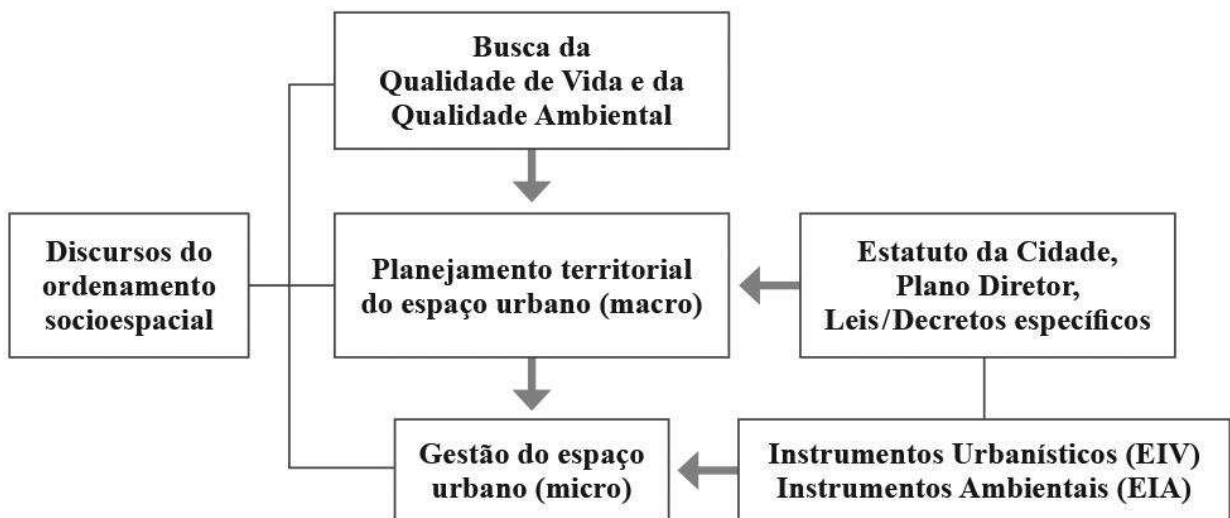 Busca da
Qualidade de Vida e da
Qualidade Ambiental
Discursos do
ordenamento
socioespacial
Planejamento territorial
do espaço urbano (macro)
Estatuto da Cidade,
Plano Diretor,
Leis/Decretos específicos
Gestão do espaço
urbano (micro)
Instrumentos Urbanísticos (EIV)
Instrumentos Ambientais (EIA)